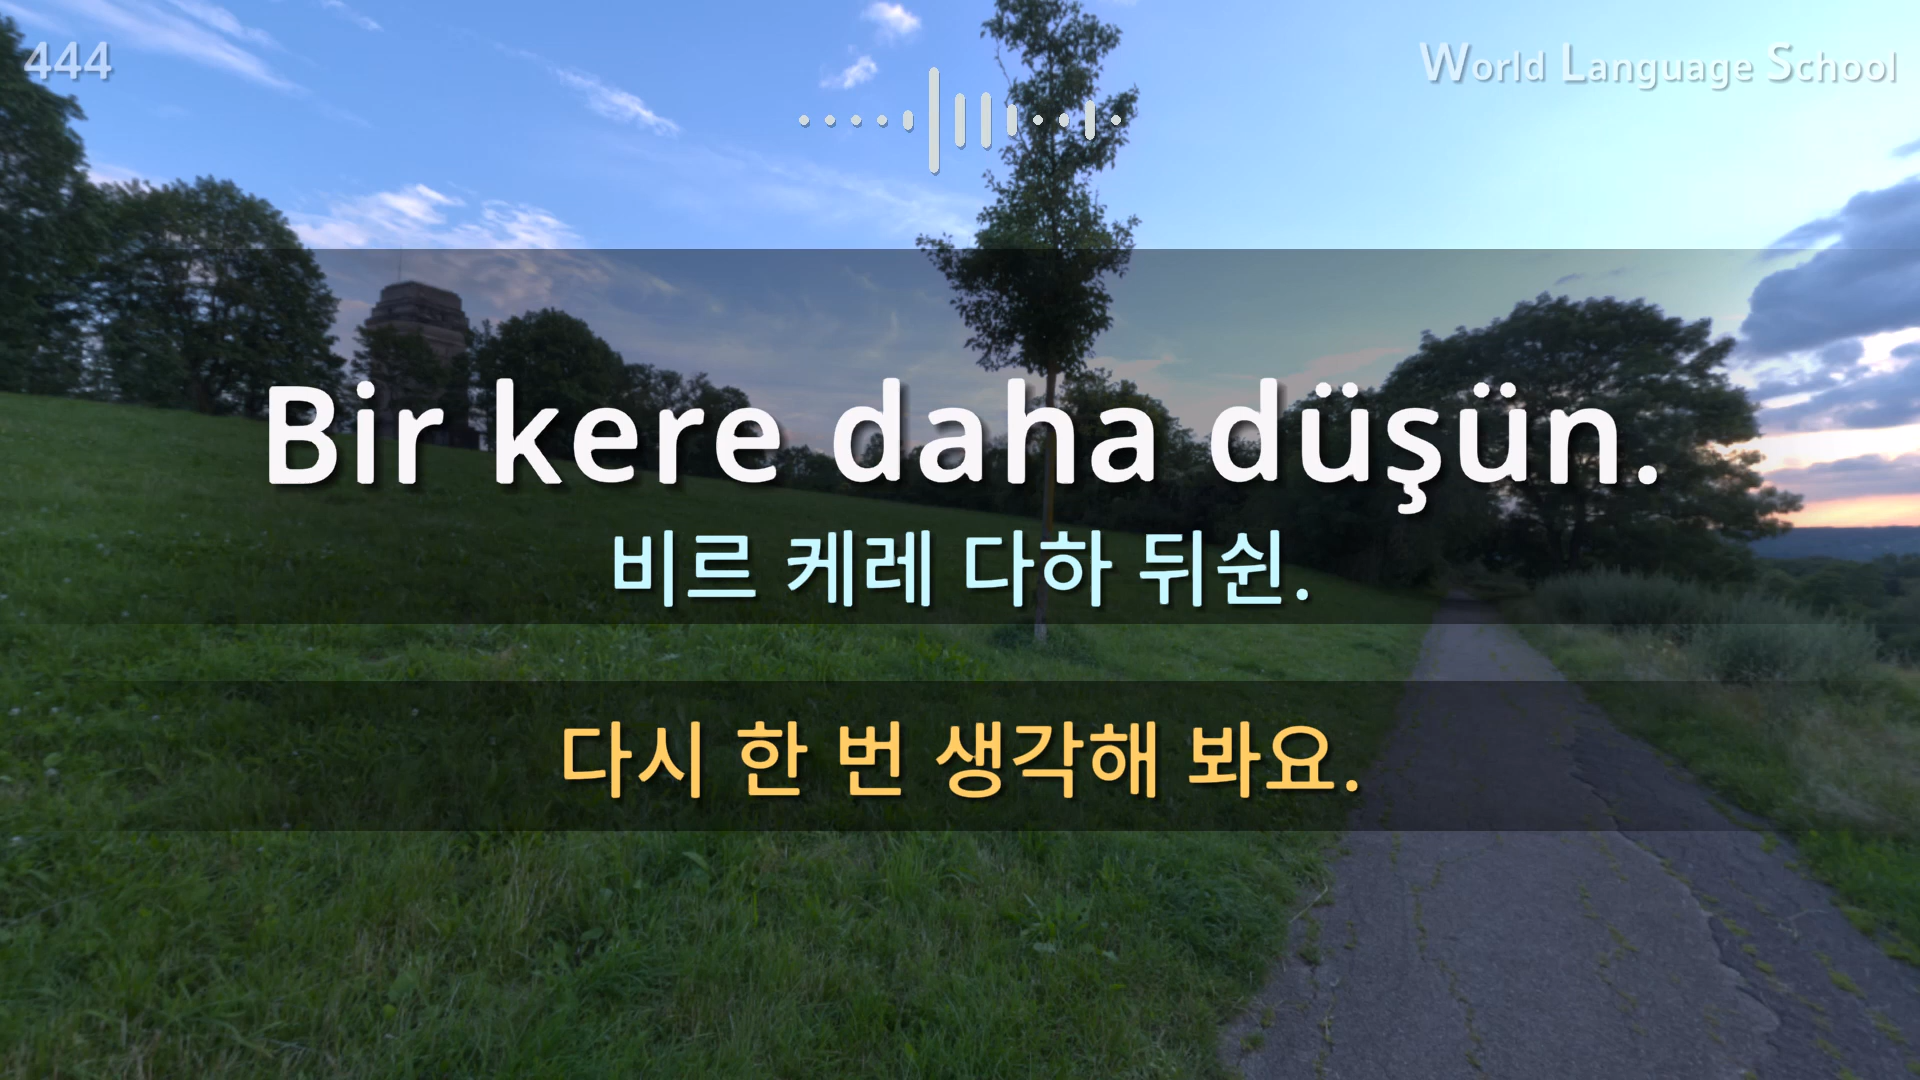 444
World Language School
Bir kere daha düşün.
비르 케레 다하 뒤쉰.
다시 한 번 생각해 봐요.